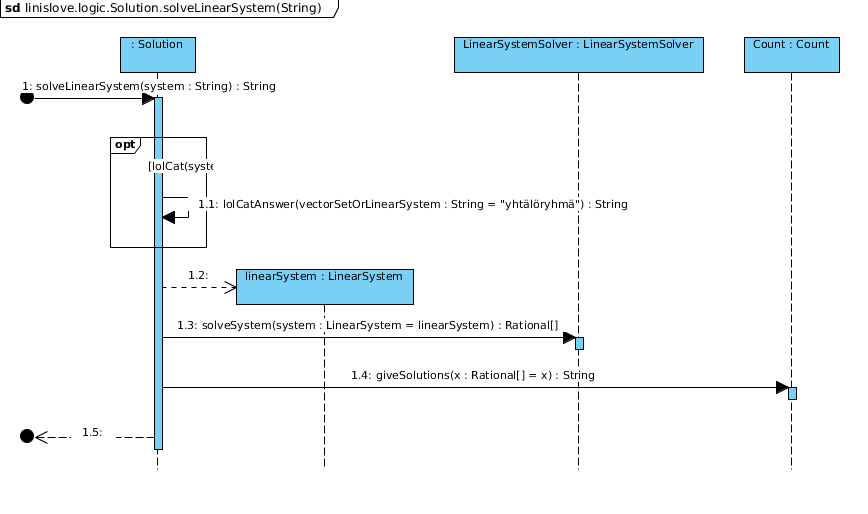 sd linislove.logic.Solution.solveLinearSystem(String)
: Solution
LinearSystemSolver : LinearSystemSolver
Count : Count
1: solveLinearSystem(system : String) : String
opt
[lolCat(syste
1.1: lolCatAnswer(vectorSetOrLinearSystem : String = "yhtälöryhmä") : String
1.2:
linearSystem : LinearSystem
1.3: solveSystem(system : LinearSystem = linearSystem) : Rational[]
1.4: giveSolutions(x : Rational[] = x) : String
1.5: